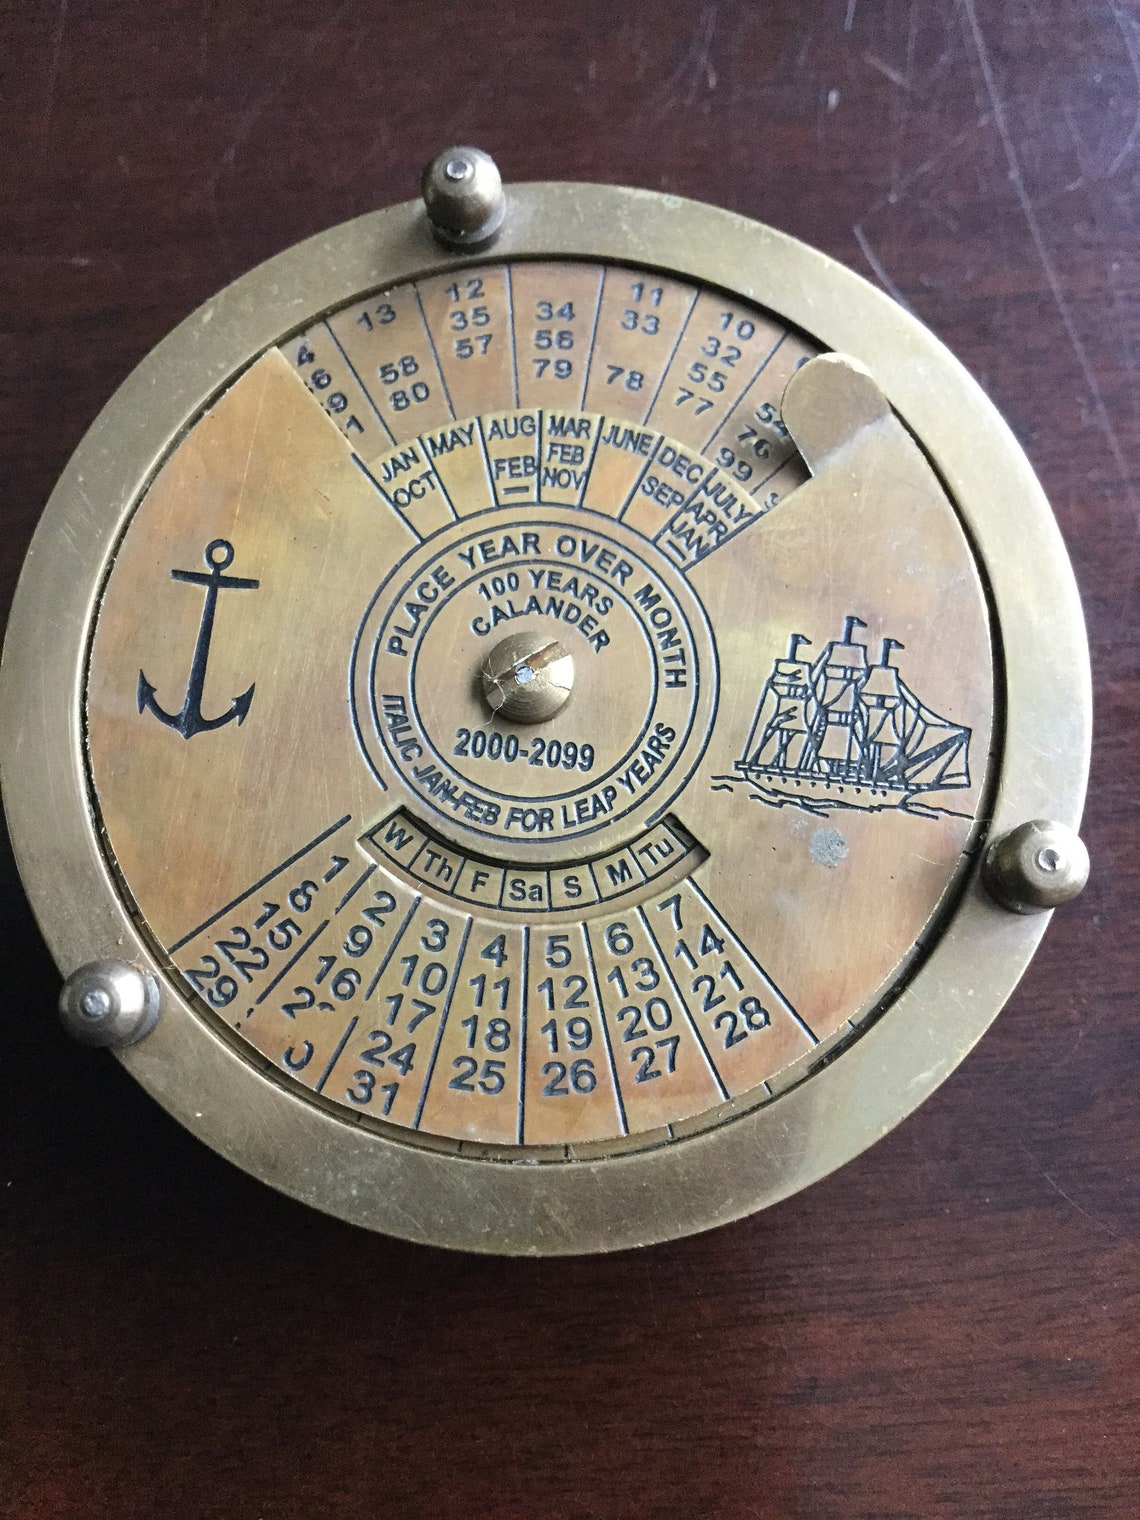 4 13 12 34 11 10
35 56 33 32
58 57 79 78 55 54
80 77 76
99
JAN MAY AUG MAR JUNE DEC JULY
OCT FEB FEB SEP APR
NOV JAN
PLACE YEAR OVER MONTH
100 YEARS
CALANDER
2000-2099
ITALIC JAN-FEB FOR LEAP YEARS
W Th F Sa S M Tu
1 2 3 4 5 6 7
8 9 10 11 12 13 14
15 16 17 18 19 20 21
22 24 25 26 27 28
29 31